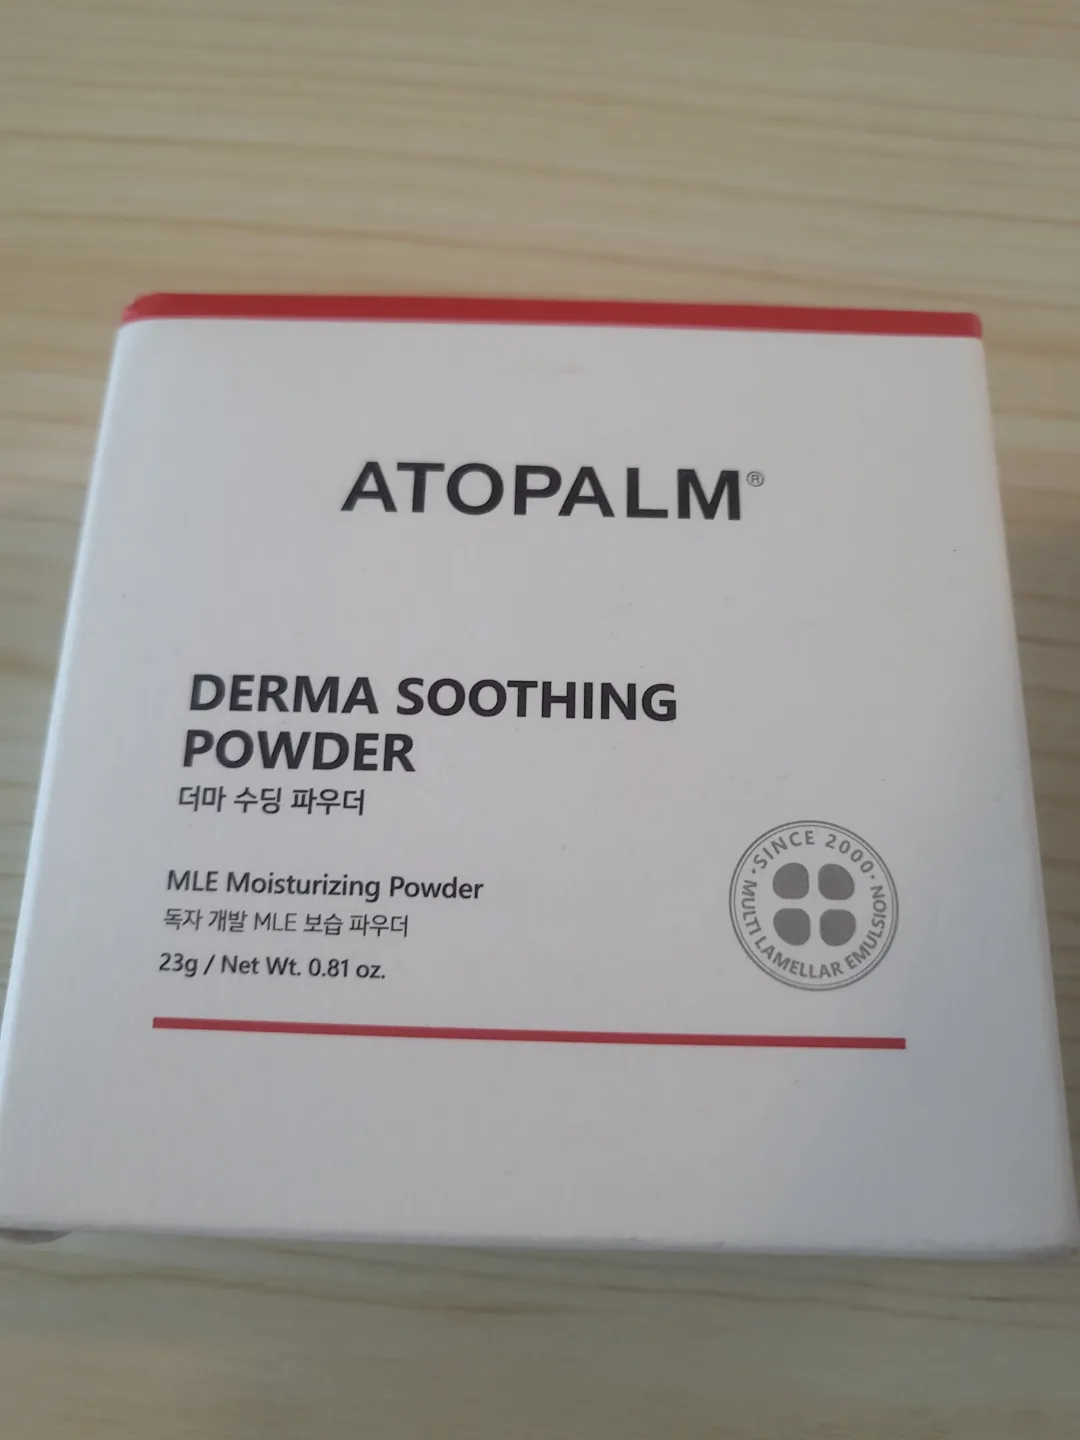 ATOPALM®
DERMA SOOTHING
POWDER
더마 수딩 파우더
MLE Moisturizing Powder
독자 개발 MLE 보습 파우더
23g / Net Wt. 0.81 oz.
· SINCE 2000 ·
MULTI LAMELLAR EMULSION